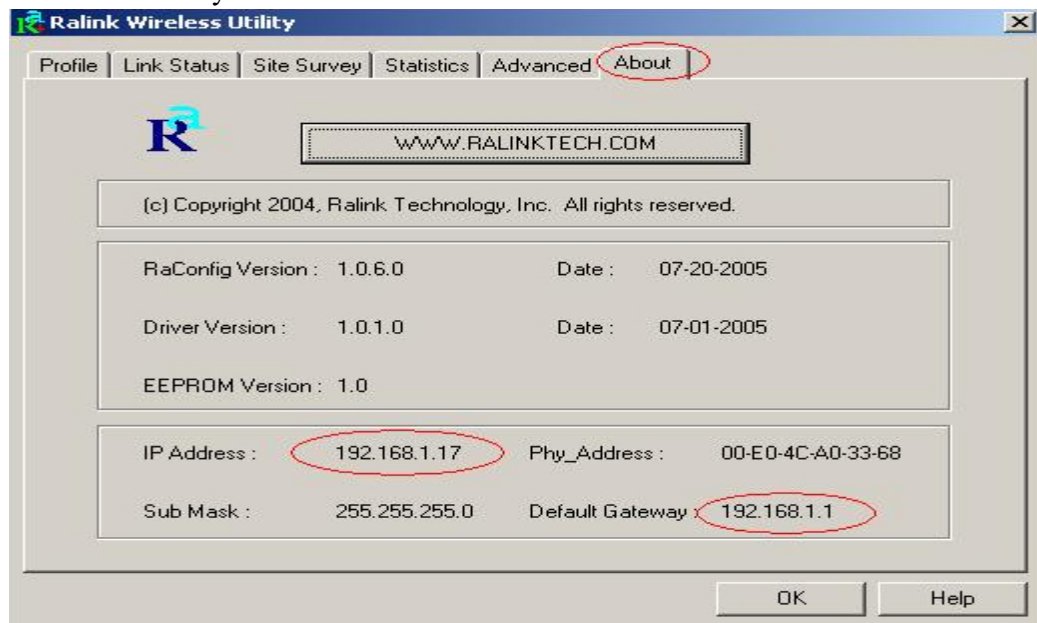 Ralink Wireless Utility
Profile Link Status Site Survey Statistics Advanced About
Ra
WWW.RALINKTECH.COM
(c) Copyright 2004, Ralink Technology, Inc. All rights reserved.
RaConfig Version : 1.0.6.0 Date : 07-20-2005
Driver Version : 1.0.1.0 Date : 07-01-2005
EEPROM Version : 1.0
IP Address : 192.168.1.17 Phy_Address : 00-E0-4C-A0-33-68
Sub Mask : 255.255.255.0 Default Gateway : 192.168.1.1
OK Help